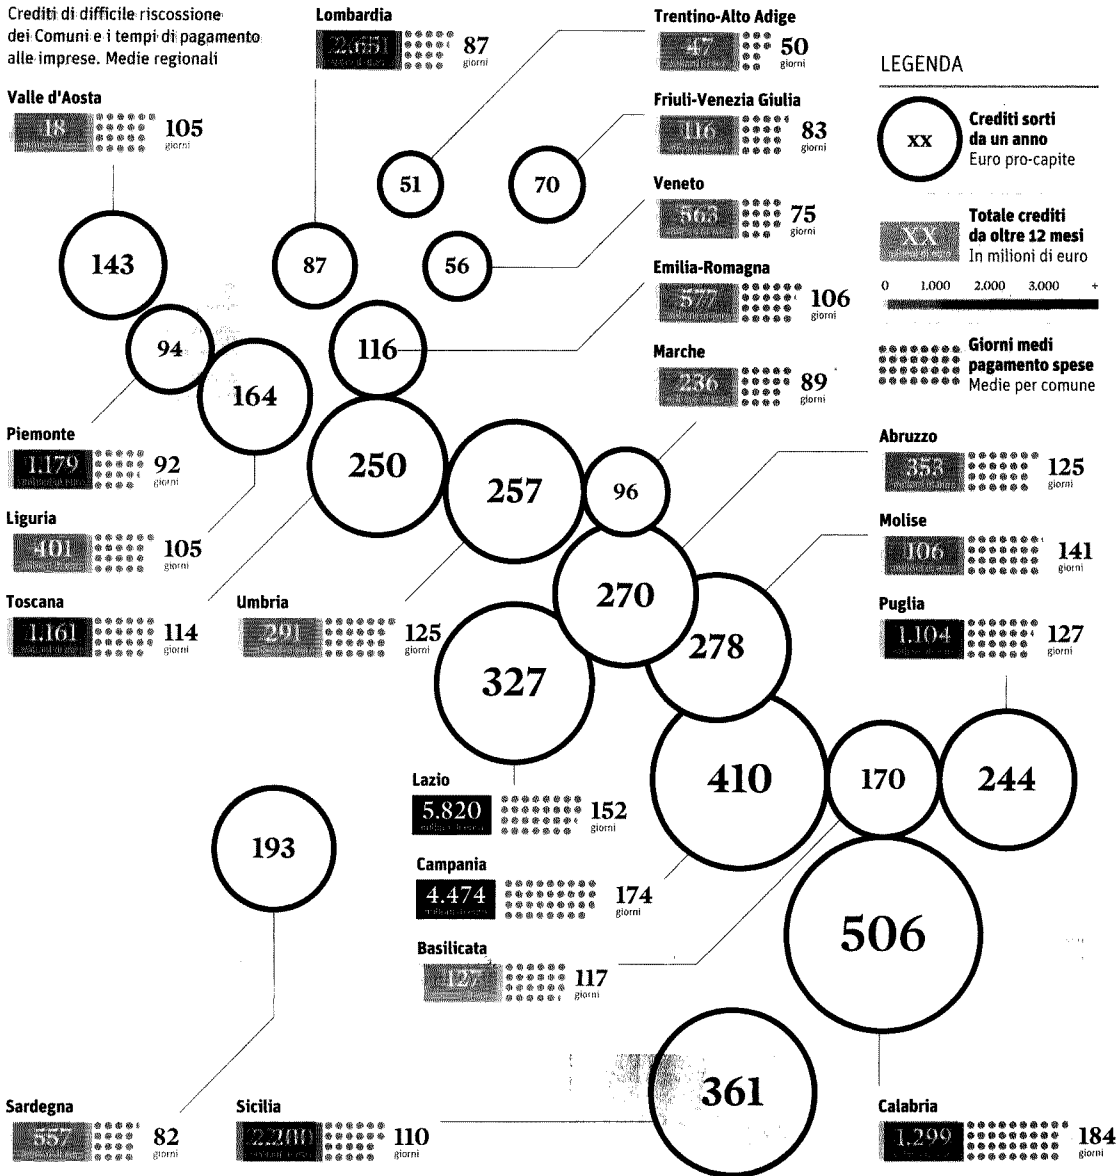 Crediti di difficile riscossione
dei Comuni e i tempi di pagamento
alle imprese. Medie regionali
Valle d'Aosta
18
105
giorni
Lombardia
2.651
87
giorni
Trentino-Alto Adige
47
50
giorni
Friuli-Venezia Giulia
116
83
giorni
Veneto
563
75
giorni
Emilia-Romagna
577
106
giorni
Marche
236
89
giorni
LEGENDA
xx
Crediti sorti
da un anno
Euro pro-capite
XX
Totale crediti
da oltre 12 mesi
In milioni di euro
0 1.000 2.000 3.000 +
Giorni medi
pagamento spese
Medie per comune
51
70
143
87
56
94
116
164
250
257
96
270
278
327
410
170
244
193
506
361
Piemonte
1.179
92
giorni
Liguria
401
105
giorni
Toscana
1.161
114
giorni
Umbria
291
125
giorni
Abruzzo
353
125
giorni
Molise
106
141
giorni
Puglia
1.104
127
giorni
Lazio
5.820
milioni di euro
152
giorni
Campania
4.474
milioni di euro
174
giorni
Basilicata
127
117
giorni
Sardegna
557
82
giorni
Sicilia
110
giorni
Calabria
1.299
184
giorni